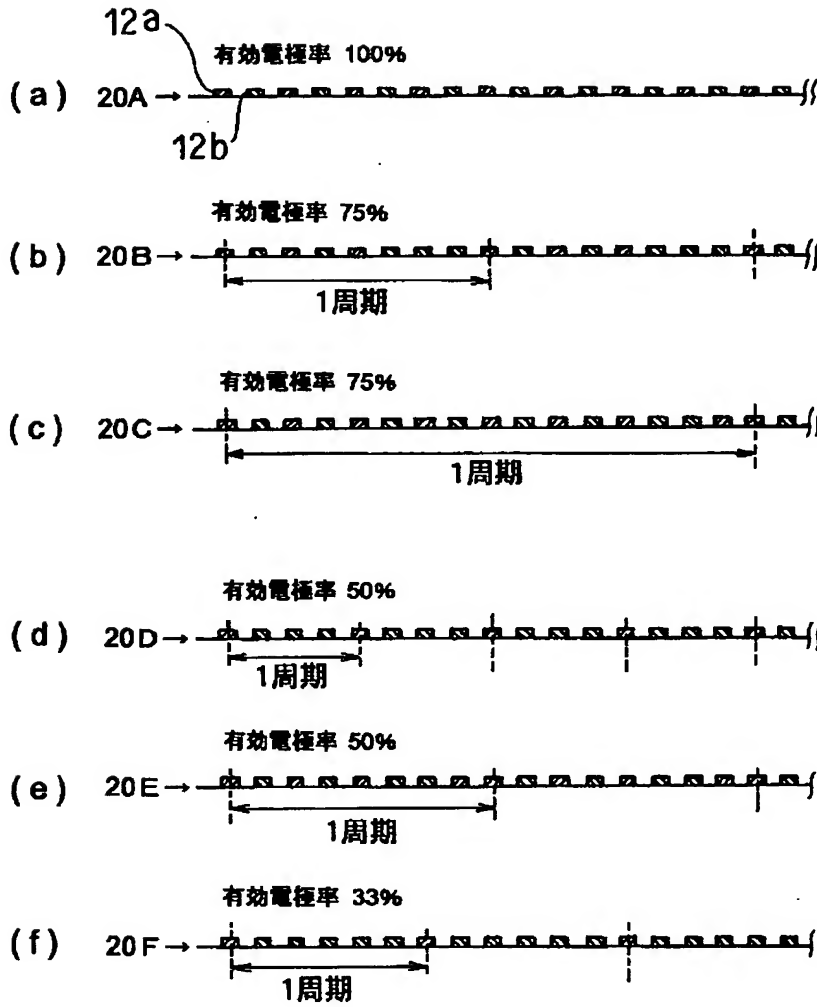 12a
有効電極率 100%
(a) 20A→
12b
有効電極率 75%
(b) 20B→
1周期
有効電極率 75%
(c) 20C→
1周期
有効電極率 50%
(d) 20D→
1周期
有効電極率 50%
(e) 20E→
1周期
有効電極率 33%
(f) 20F→
1周期